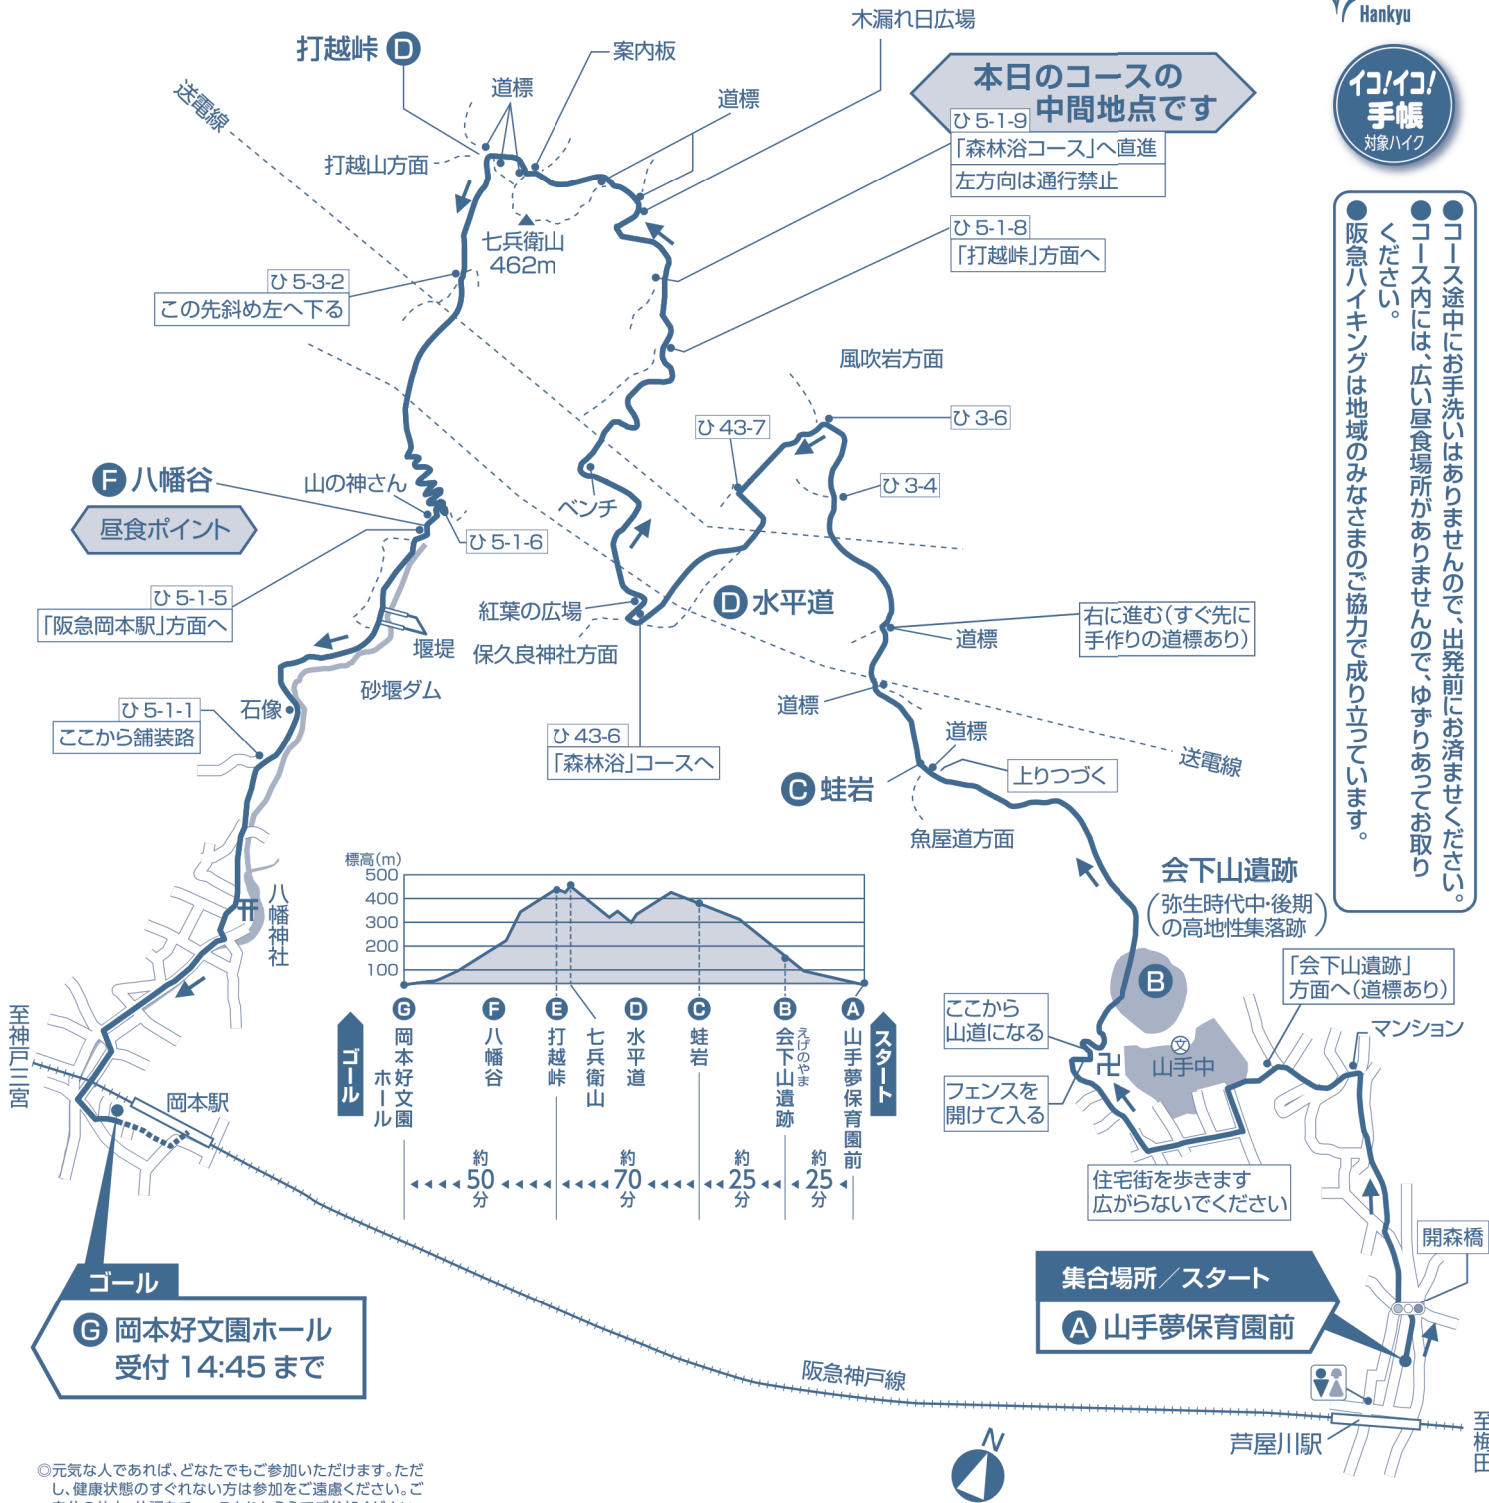 Hankyu
イコ!イコ!
手帳
対象ハイク
●コース途中にお手洗いはありませんので、出発前にお済ませください。
●コース内には、広い昼食場所がありませんので、ゆずりあってお取り
ください。
●阪急ハイキングは地域のみなさまのご協力で成り立っています。
木漏れ日広場
打越峠 D
案内板
道標
道標
送電線
打越山方面
七兵衛山
462m
本日のコースの
中間地点です
ひ 5-1-9
「森林浴コース」へ直進
左方向は通行禁止
ひ 5-1-8
「打越峠」方面へ
ひ 5-3-2
この先斜め左へ下る
風吹岩方面
ひ 43-7
ひ 3-6
ひ 3-4
F 八幡谷
昼食ポイント
山の神さん
ベンチ
ひ 5-1-6
ひ 5-1-5
「阪急岡本駅」方面へ
紅葉の広場
D 水平道
保久良神社方面
堰堤
砂堰ダム
右に進む(すぐ先に
手作りの道標あり)
道標
道標
ひ 5-1-1
ここから舗装路
石像
ひ 43-6
「森林浴」コースへ
道標
送電線
C 蛙岩
上りつづく
魚屋道方面
会下山遺跡
(弥生時代中・後期
の高地性集落跡)
B
八幡神社
標高(m)
500
400
300
200
100
G
F
E
D
C
B
A
ゴール
岡本好文園
ホール
八幡谷
打越峠
七兵衛山
水平道
蛙岩
会下山遺跡
えげのやま
山手夢保育園前
スタート
約
50
分
約
70
分
約
25
分
約
25
分
ここから
山道になる
卍
文
山手中
「会下山遺跡」
方面へ(道標あり)
マンション
フェンスを
開けて入る
住宅街を歩きます
広がらないでください
至神戸三宮
岡本駅
開森橋
集合場所/スタート
A 山手夢保育園前
ゴール
G 岡本好文園ホール
受付 14:45 まで
阪急神戸線
芦屋川駅
至梅田
N
◎元気な人であれば、どなたでもご参加いただけます。ただ
し、健康状態のすぐれない方は参加をご遠慮ください。ご